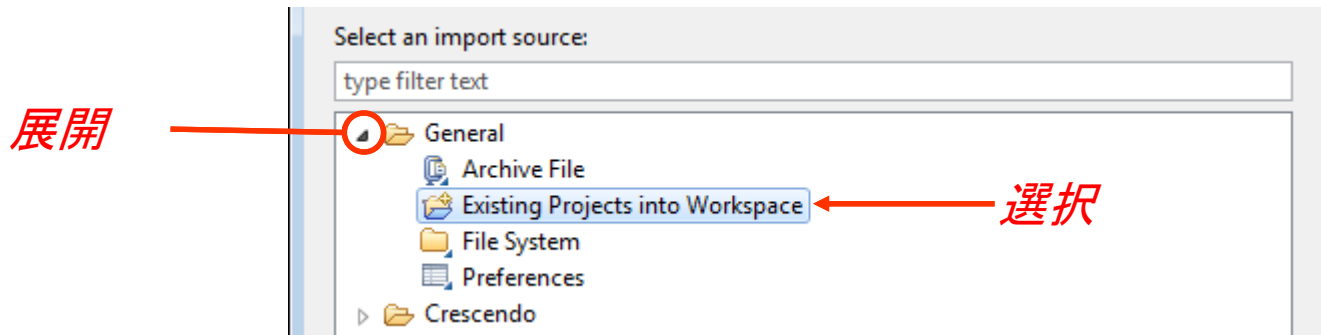 Select an import source:
type filter text
展開
General
Archive File
Existing Projects into Workspace
選択
File System
Preferences
Crescendo